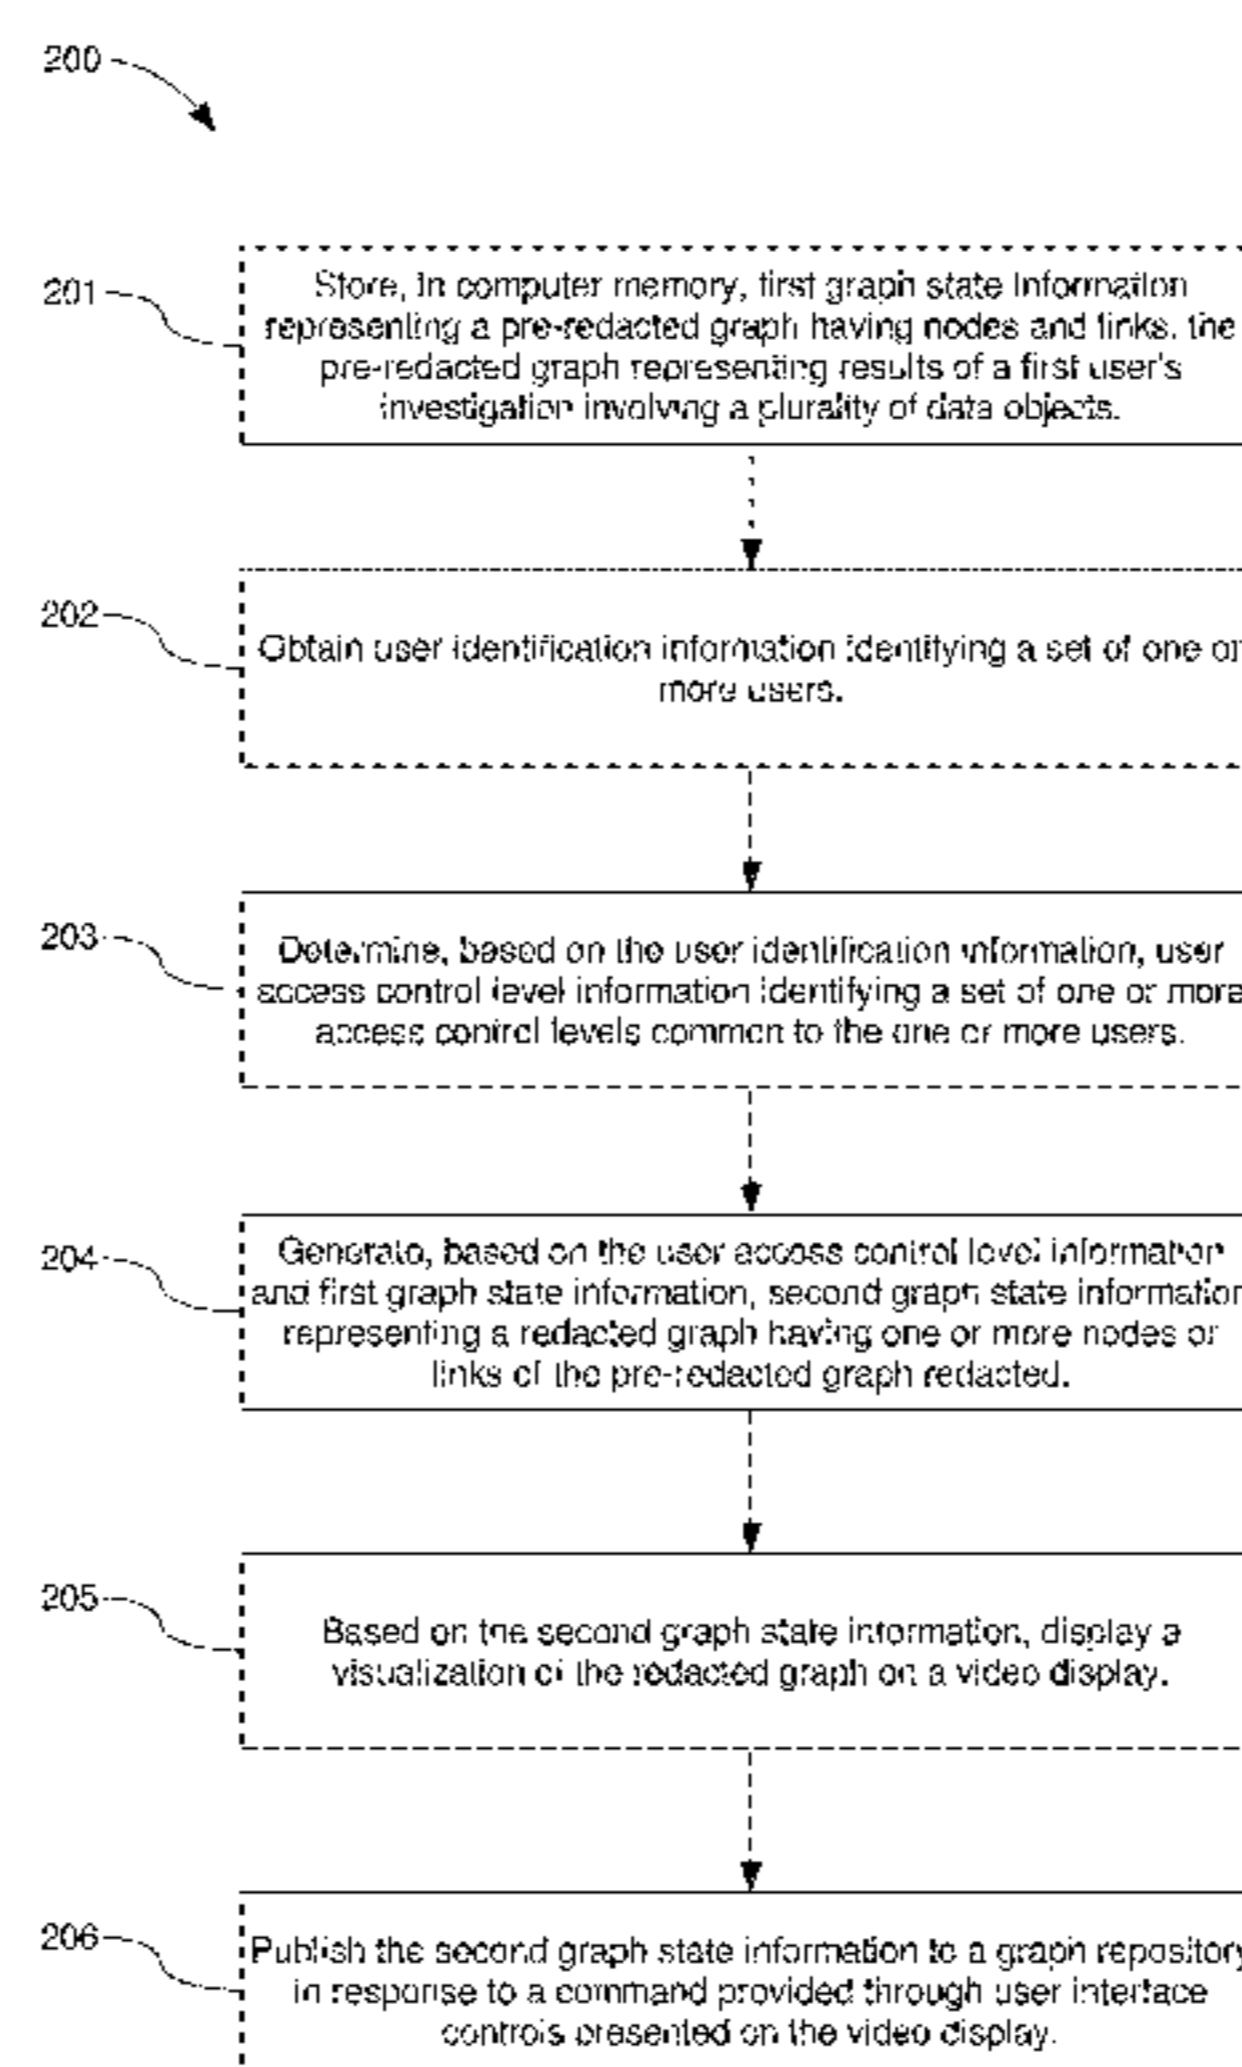 200
201
Store, in computer memory, first graph state information
representing a pre-redacted graph having nodes and links, the
pre-redacted graph representing results of a first user's
investigation involving a plurality of data objects.
202
Obtain user identification information identifying a set of one or
more users.
203
Determine, based on the user identification information, user
access control level information identifying a set of one or more
access control levels common to the one or more users.
204
Generate, based on the user access control level information
and first graph state information, second graph state information
representing a redacted graph having one or more nodes or
links of the pre-redacted graph redacted.
205
Based on the second graph state information, display a
visualization of the redacted graph on a video display.
206
Publish the second graph state information to a graph repository
in response to a command provided through user interface
controls presented on the video display.